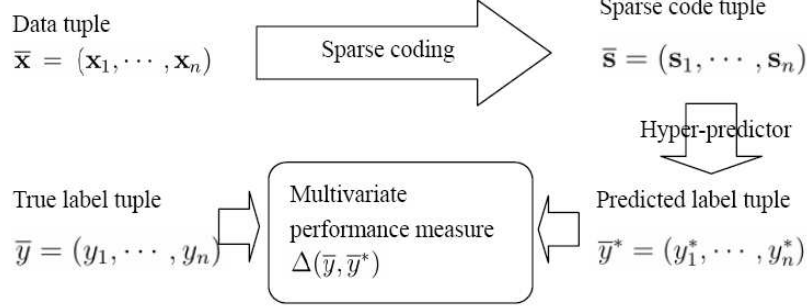 Data tuple
x̄ = (x₁, ⋯ , xₙ)
Sparse coding
Sparse code tuple
s̄ = (s₁, ⋯ , sₙ)
Hyper-predictor
True label tuple
ȳ = (y₁, ⋯ , yₙ)
Multivariate
performance measure
Δ(ȳ, ȳ*)
Predicted label tuple
ȳ* = (y₁*, ⋯ , yₙ*)